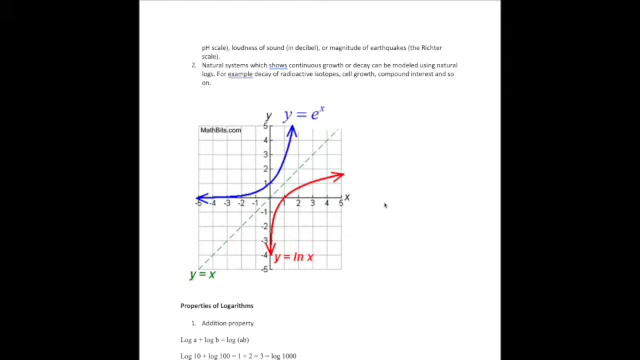 pH scale), loudness of sound (in decibel), or magnitude of earthquakes (the Richter
scale).
2. Natural systems which shows continuous growth or decay can be modeled using natural
logs. For example decay of radioactive isotopes, cell growth, compound interest and so
on.
y y = e^x
MathBits.com
5
4
3
2
1
-5 -4 -3 -2 -1 1 2 3 4 5 x
-1
-2
-3
-4
-5
y = ln x
y = x
Properties of Logarithms
1. Addition property
Log a + log b = log (ab)
Log 10 + log 100 = 1 + 2 = 3 = log 1000